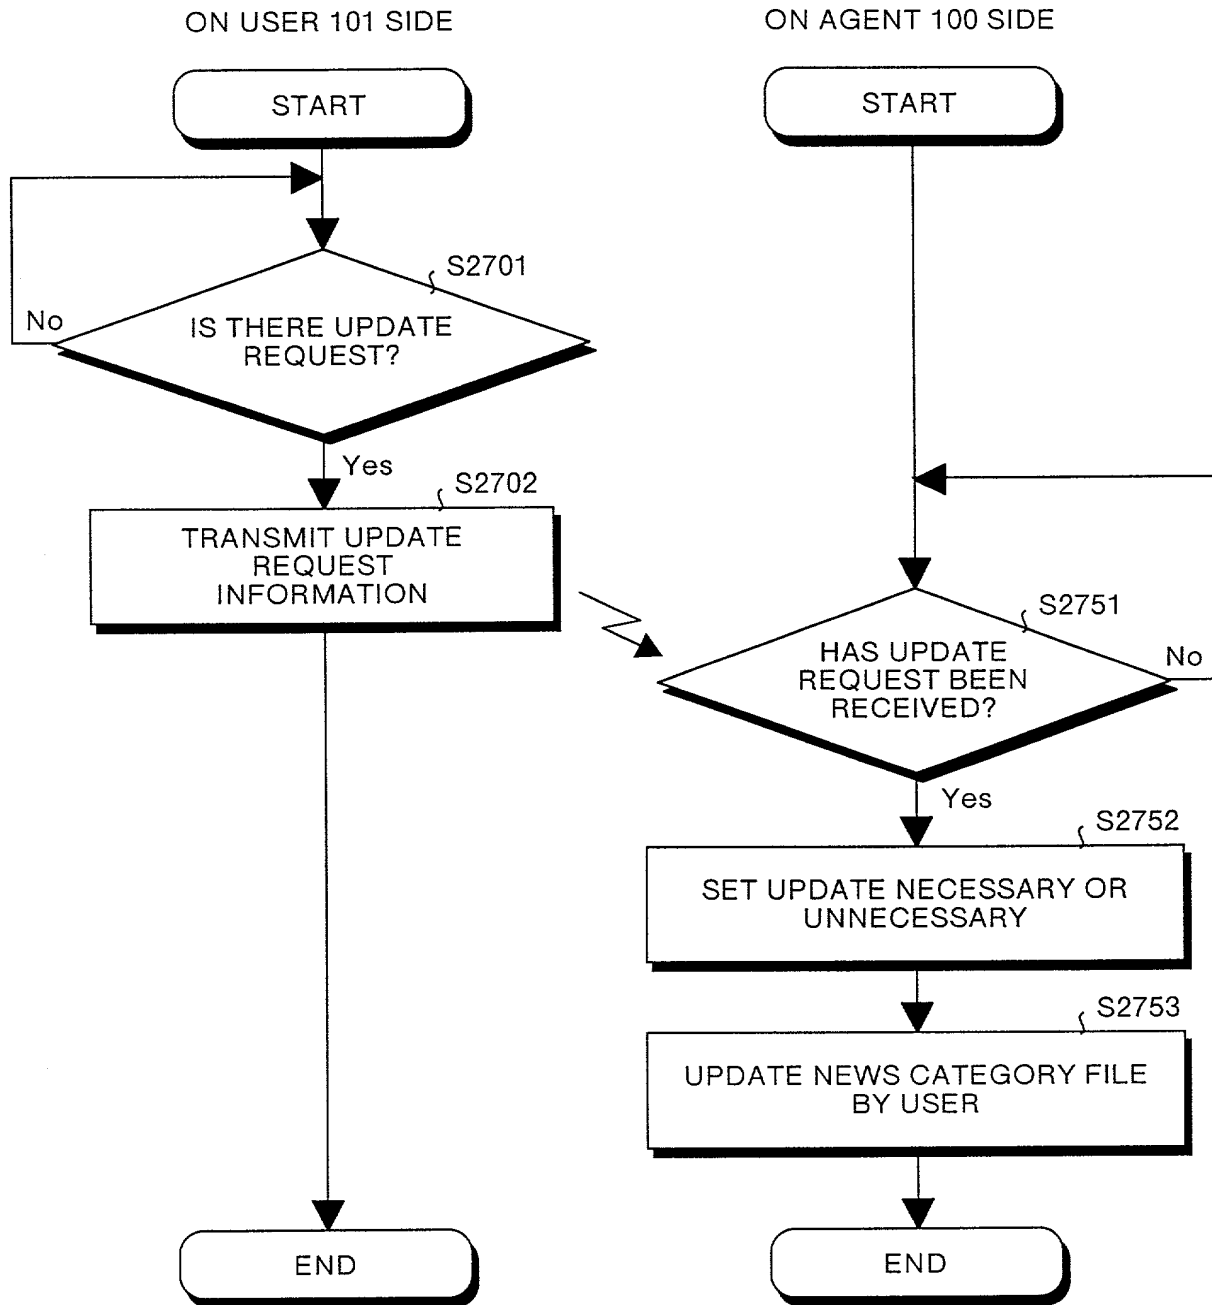 ON USER 101 SIDE
START
S2701
No
IS THERE UPDATE
REQUEST?
Yes
S2702
TRANSMIT UPDATE
REQUEST
INFORMATION
END
ON AGENT 100 SIDE
START
S2751
HAS UPDATE
REQUEST BEEN
RECEIVED?
No
Yes
S2752
SET UPDATE NECESSARY OR
UNNECESSARY
S2753
UPDATE NEWS CATEGORY FILE
BY USER
END